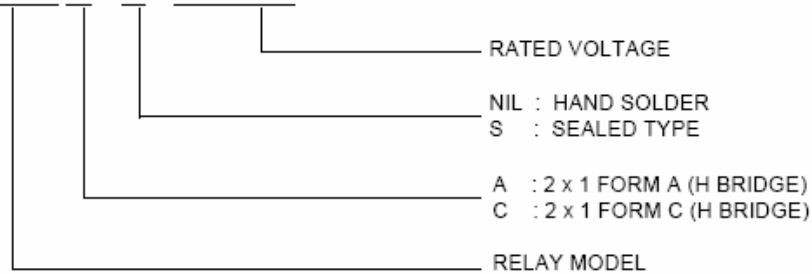 RATED VOLTAGE
NIL : HAND SOLDER
S : SEALED TYPE
A : 2 x 1 FORM A (H BRIDGE)
C : 2 x 1 FORM C (H BRIDGE)
RELAY MODEL